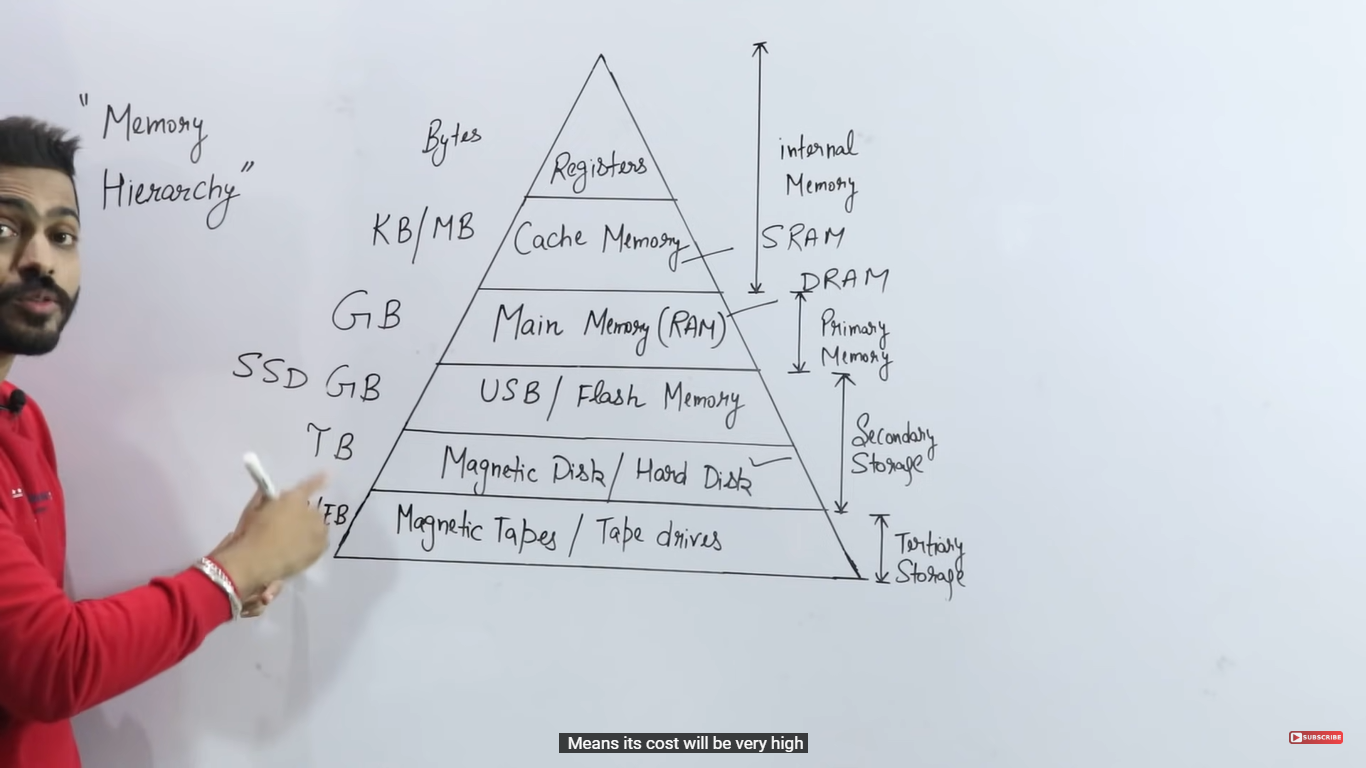 "Memory
Hierarchy"
Bytes
Registers
internal
Memory
KB/MB
Cache Memory
SRAM
DRAM
GB
Main Memory (RAM)
Primary
Memory
SSD GB
USB / Flash Memory
TB
Magnetic Disk / Hard Disk
Secondary
Storage
Magnetic Tapes / Tape drives
Tertiary
Storage
Means its cost will be very high
SUBSCRIBE